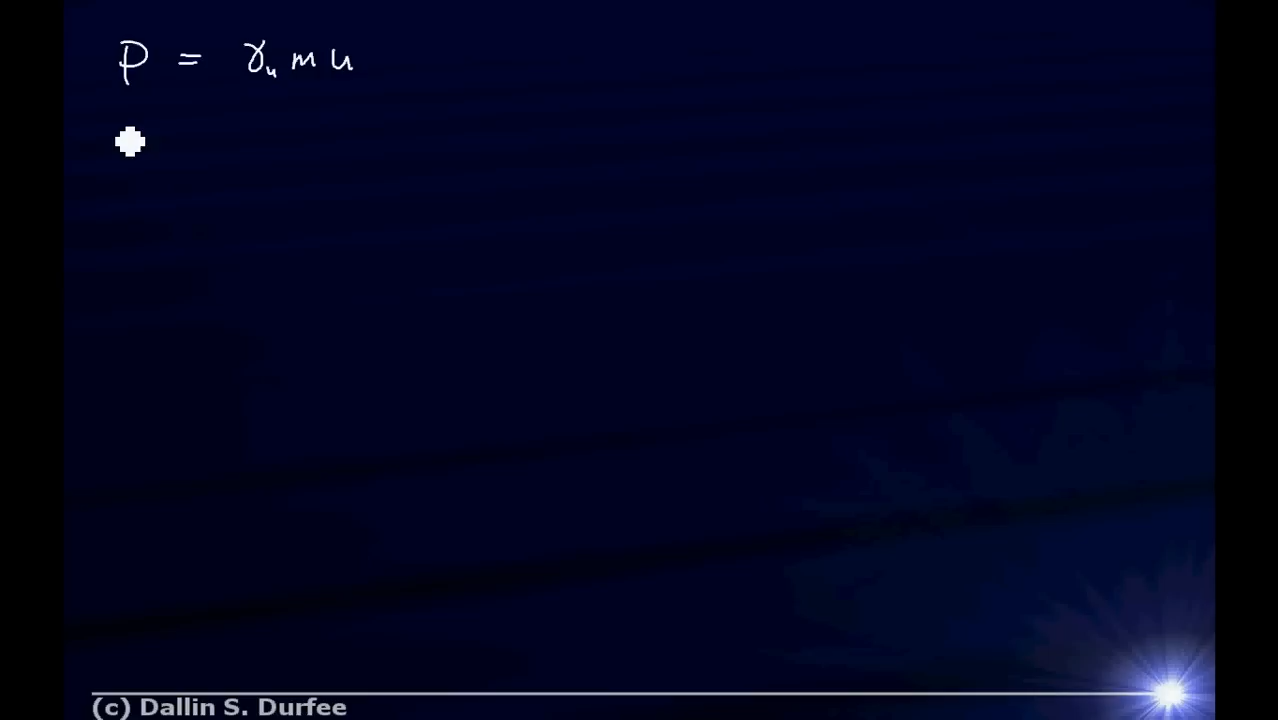 P = γᵤ m u
(c) Dallin S. Durfee